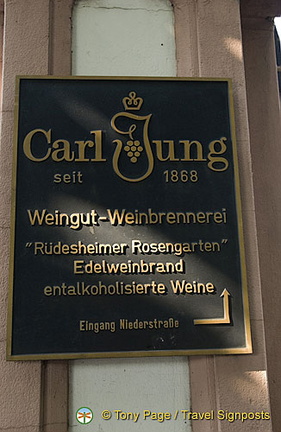 Carl Jung
seit 1868
Weingut-Weinbrennerei
"Rüdesheimer Rosengarten"
Edelweinbrand
entalkoholisierte Weine
Eingang Niederstraße
© Tony Page / Travel Signposts